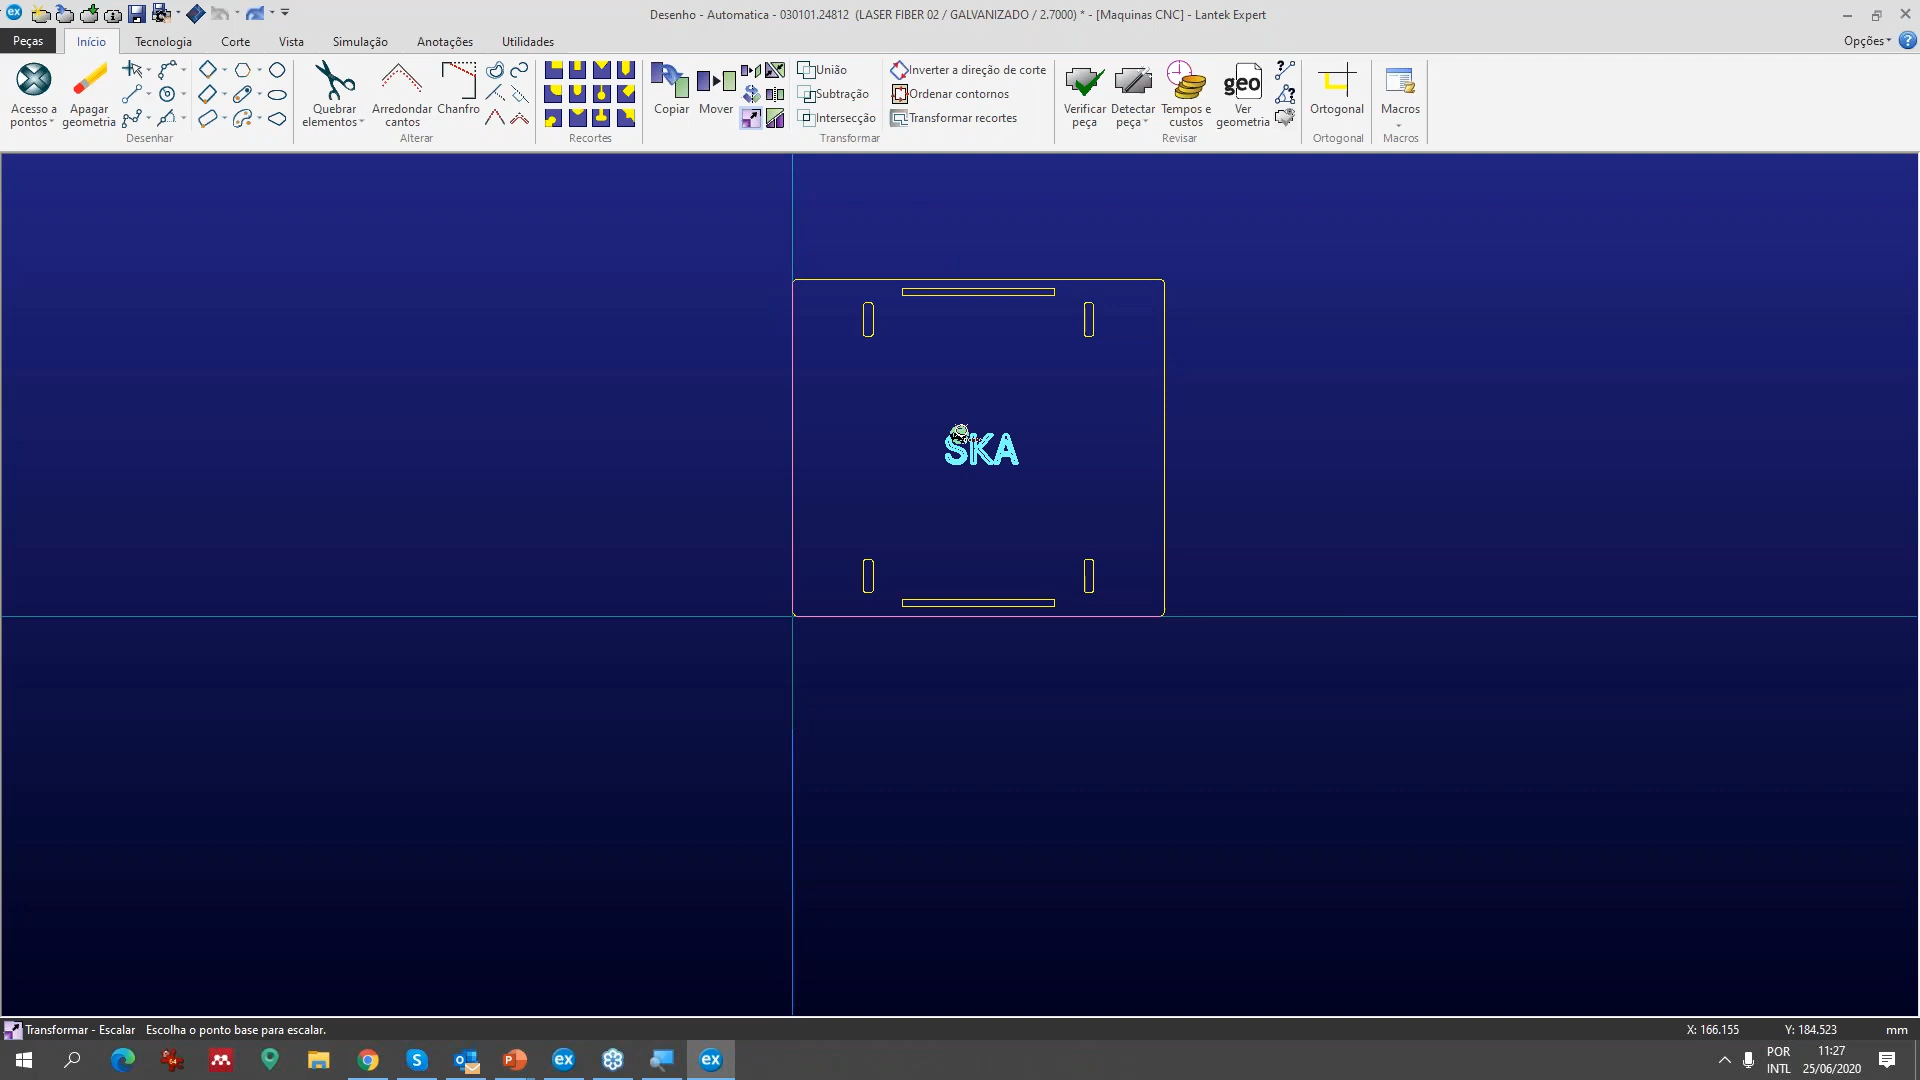 Desenho - Automatica - 030101.24812 (LASER FIBER 02 / GALVANIZADO / 2.7000) * - [Maquinas CNC] - Lantek Expert
Peças Início Tecnologia Corte Vista Simulação Anotações Utilidades Opções
Acesso a pontos
Apagar geometria
Desenhar
Quebrar elementos
Arredondar cantos
Chanfro
Alterar
Recortes
Copiar
Mover
União
Subtração
Intersecção
Inverter a direção de corte
Ordenar contornos
Transformar recortes
Transformar
Verificar peça
Detectar peça
Tempos e custos
geo
Ver geometria
Revisar
Ortogonal
Ortogonal
Macros
Macros
SKA
Transformar - Escalar Escolha o ponto base para escalar.
X: 166.155 Y: 184.523 mm
POR
INTL
11:27
25/06/2020